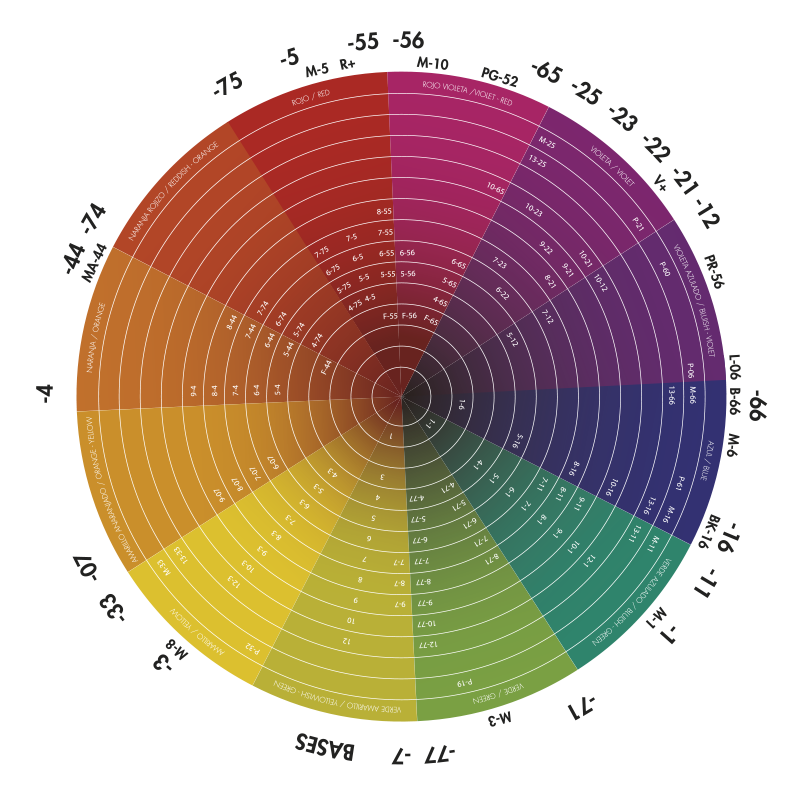 -56
M-10
PG-52
-65
-25
-23
-22
-21
V+
-12
PR-56
L-06
B-66
-66
M-6
-16
BK-16
-11
M-1
-1
-71
M-3
-77
-7
BASES
M-8
-3
-33
-07
-4
MA-44
-44
-74
-75
-5
M-5
R+
-55
ROJO VIOLETA /VIOLET - RED
10-65
6-56
6-65
5-56
5-65
4-65
F-56
F-65
VIOLETA / VIOLET
M-25
13-25
P-21
10-23
9-22
10-21
9-21
8-21
7-23
6-22
10-12
7-12
5-12
VIOLETA AZULADO / BLUISH - VIOLET
P-60
P-06
AZUL / BLUE
M-66
13-66
P-61
M-16
13-16
10-16
8-16
5-16
1-6
VERDE AZULADO / BLUISH - GREEN
M-11
13-11
12-1
10-1
9-11
9-1
8-11
8-1
7-11
7-1
6-1
5-1
4-1
1-1
VERDE / GREEN
P-19
12-77
10-77
9-77
8-77
8-71
7-77
7-71
6-77
6-71
5-77
5-71
4-77
4-71
VERDE AMARILLO / YELLOWISH - GREEN
12
10
9
9-7
8
8-7
7
7-7
6
5
4
3
1
AMARILLO / YELLOW
P-32
M-33
13-33
12-3
10-3
9-3
8-3
7-3
6-3
5-3
4-3
AMARILLO ANARANJADO / ORANGE - YELLOW
9-07
8-07
7-07
6-07
NARANJA / ORANGE
9-4
8-4
7-4
6-4
5-4
8-44
7-44
6-44
5-44
F-44
NARANJA ROJIZO / REDDISH - ORANGE
7-74
6-74
5-74
4-74
ROJO / RED
8-55
7-75
7-5
7-55
6-75
6-5
6-55
5-75
5-5
5-55
4-75
4-5
F-55